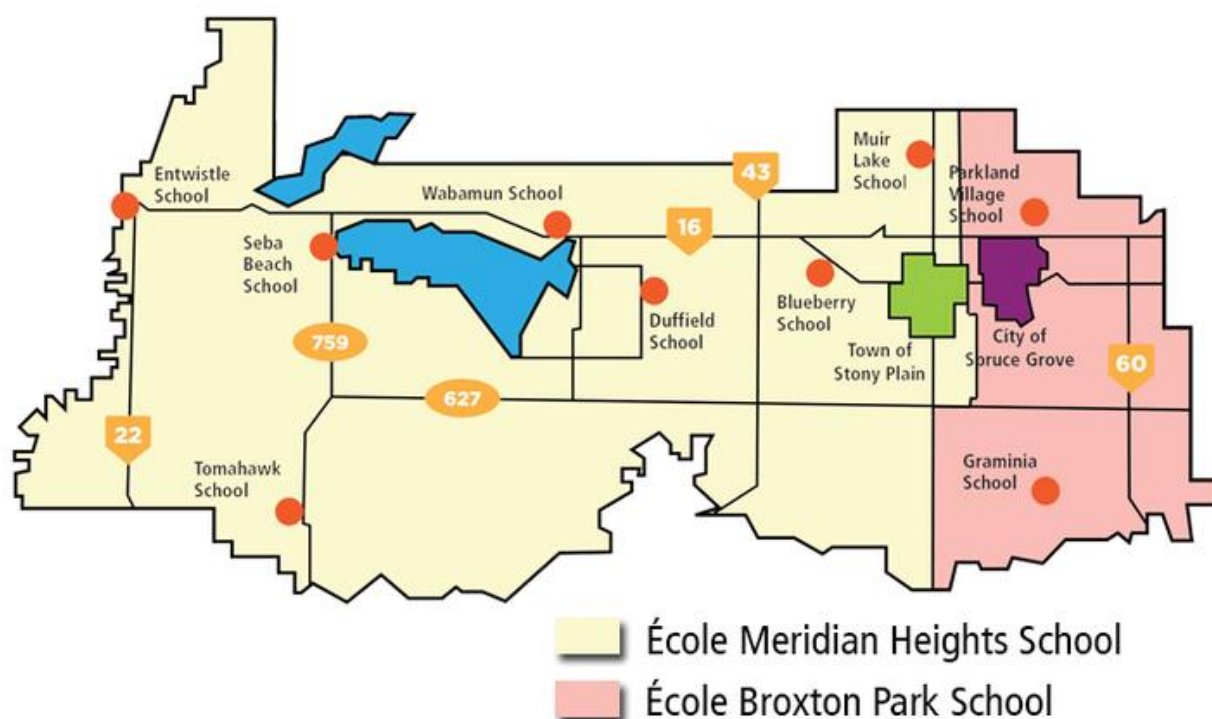 Entwistle
School
Wabamun School
43
Muir
Lake
School
Parkland
Village
School
16
Seba
Beach
School
Duffield
School
Blueberry
School
759
Town of
Stony Plain
City of
Spruce Grove
60
627
22
Tomahawk
School
Graminia
School
École Meridian Heights School
École Broxton Park School